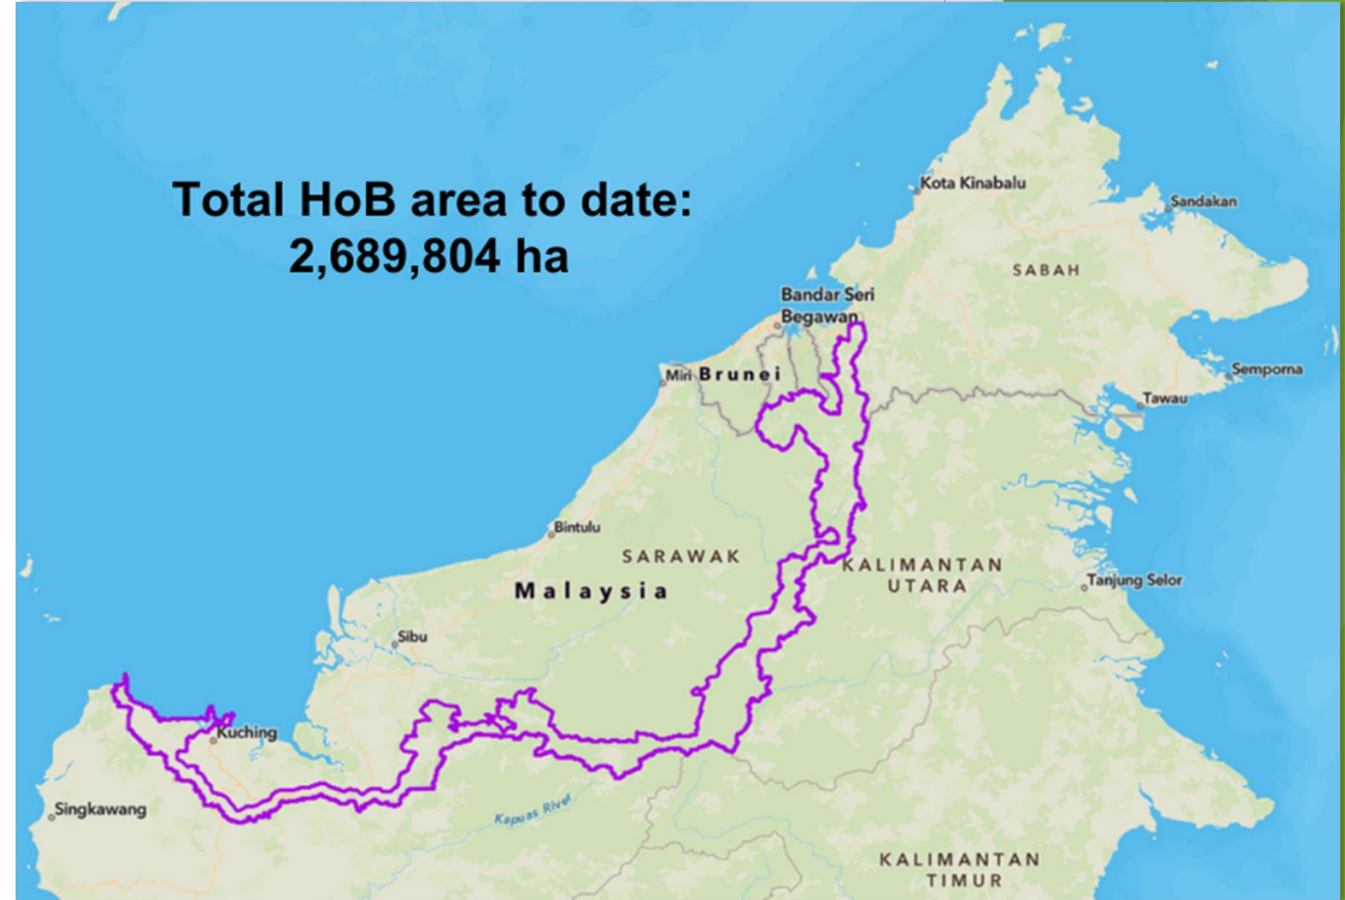 Total HoB area to date:
2,689,804 ha
Kota Kinabalu
Sandakan
SABAH
Bandar Seri
Begawan
Miri
Brunei
Semporna
Tawau
Bintulu
SARAWAK
Malaysia
KALIMANTAN
UTARA
Tanjung Selor
Sibu
Kuching
Singkawang
Kapuas River
KALIMANTAN
TIMUR